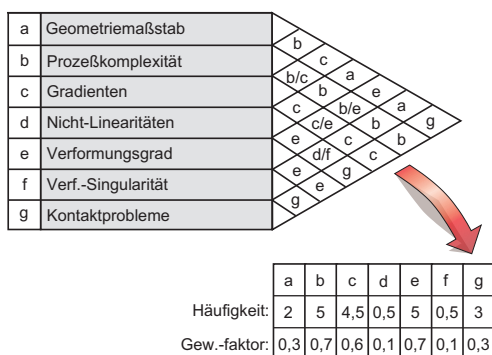 a Geometriemaßstab
b Prozeßkomplexität
c Gradienten
d Nicht-Linearitäten
e Verformungsgrad
f Verf.-Singularität
g Kontaktprobleme
b
c
b/c a
b e
c b/e a
c/e b g
e c b
d/f c
e g
e
g
a b c d e f g
Häufigkeit: 2 5 4,5 0,5 5 0,5 3
Gew.-faktor: 0,3 0,7 0,6 0,1 0,7 0,1 0,3